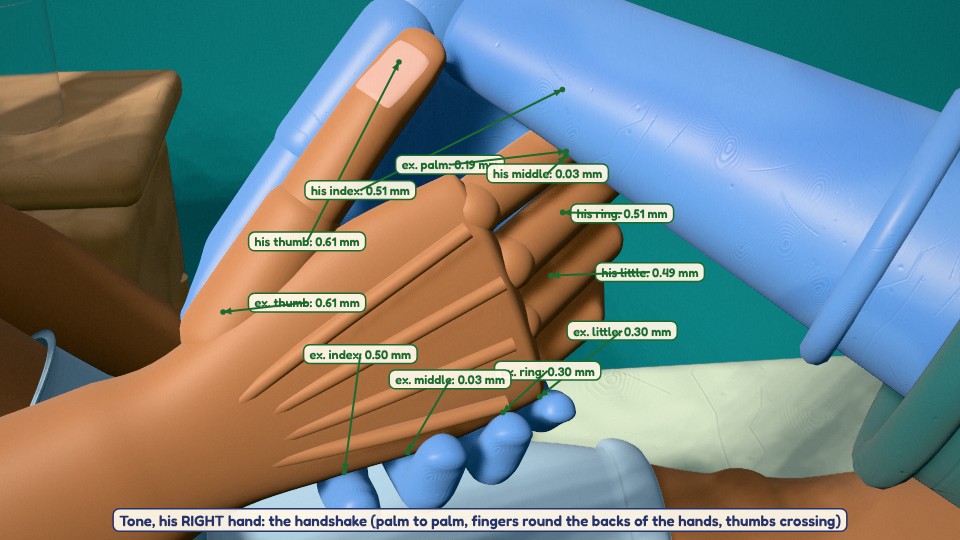 ex. palm: 0.19 mm
his middle: 0.03 mm
his index: 0.51 mm
his ring: 0.51 mm
his thumb: 0.61 mm
his little: 0.49 mm
ex. thumb: 0.61 mm
ex. little: 0.30 mm
ex. index: 0.50 mm
ex. ring: 0.30 mm
ex. middle: 0.03 mm
Tone, his RIGHT hand: the handshake (palm to palm, fingers round the backs of the hands, thumbs crossing)